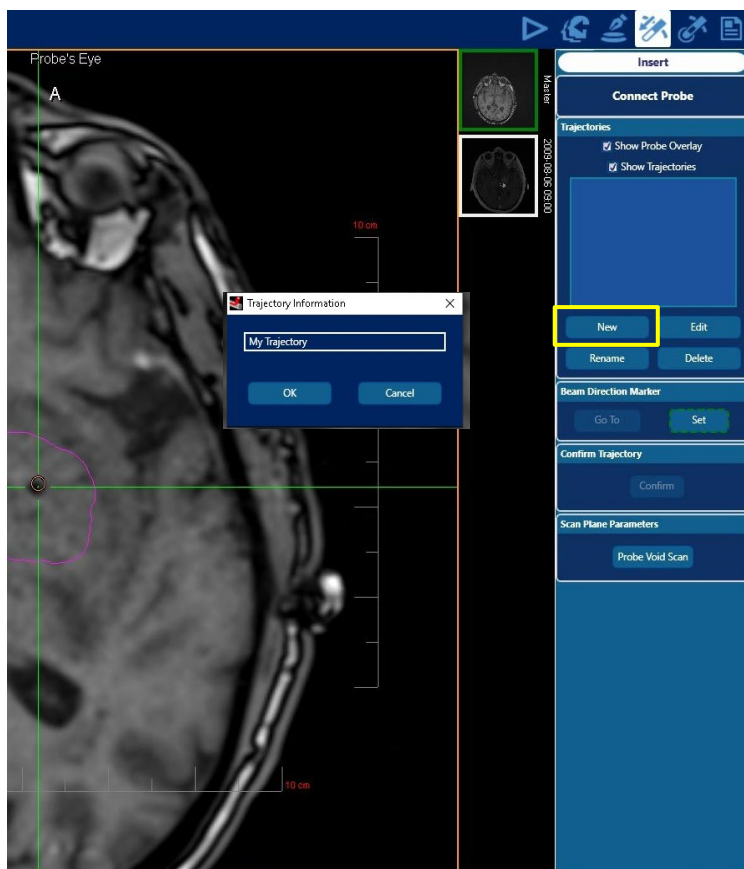 Probe's Eye
A
10 cm
10 cm
Master
2009-08-06 09:00
Trajectory Information
My Trajectory
OK
Cancel
Insert
Connect Probe
Trajectories
Show Probe Overlay
Show Trajectories
New
Edit
Rename
Delete
Beam Direction Marker
Go To
Set
Confirm Trajectory
Confirm
Scan Plane Parameters
Probe Void Scan